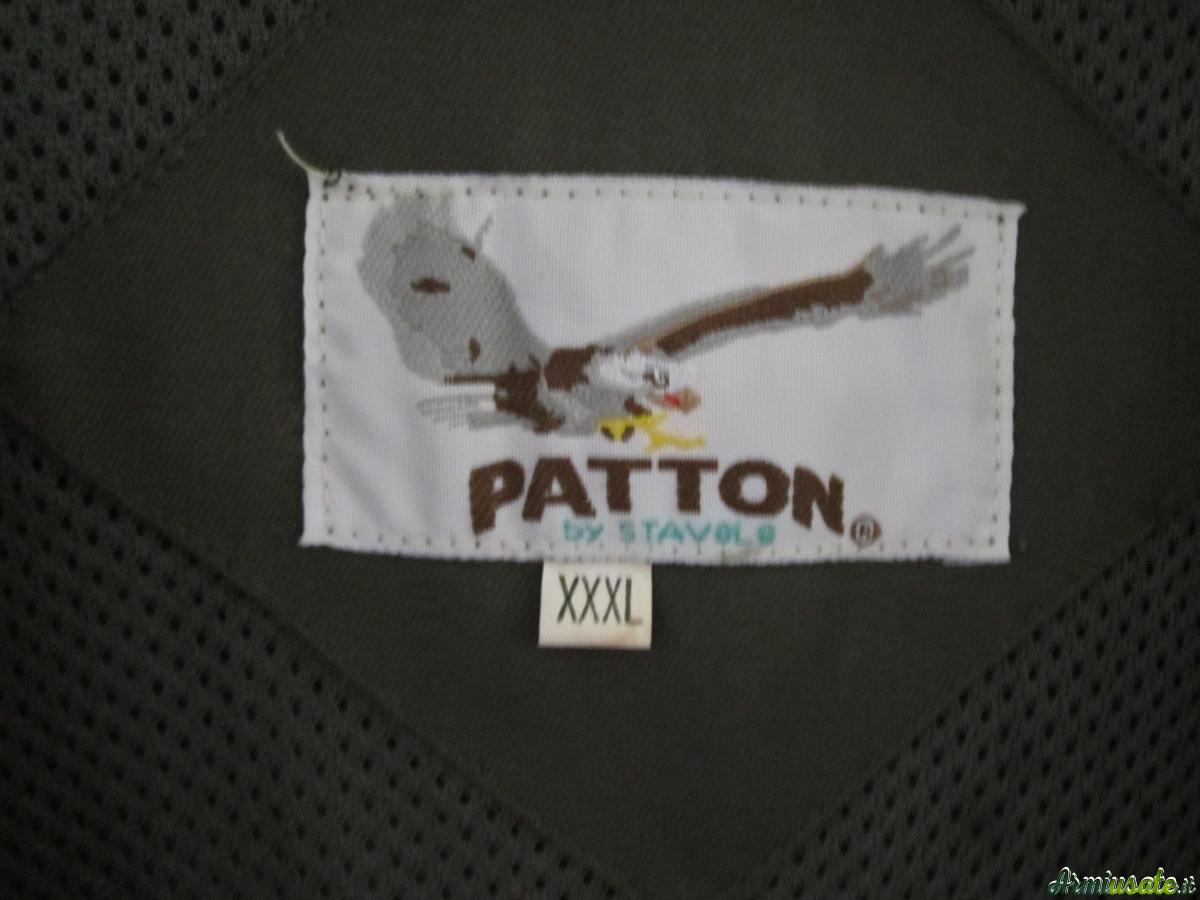 PATTON®
by STAVOLO
XXXL
Armiusate.it